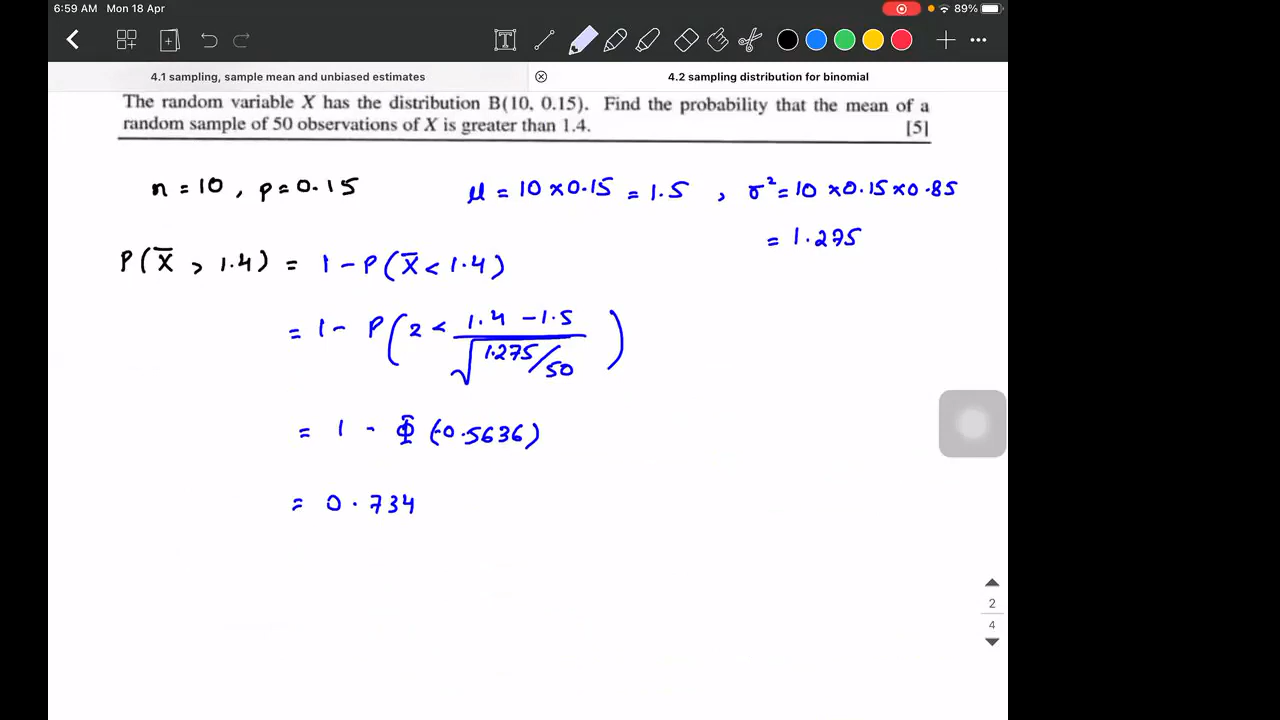 6:59 AM Mon 18 Apr 89%
4.1 sampling, sample mean and unbiased estimates
4.2 sampling distribution for binomial
The random variable X has the distribution B(10, 0.15). Find the probability that the mean of a
random sample of 50 observations of X is greater than 1.4. [5]
n = 10 , p = 0.15 μ = 10 × 0.15 = 1.5 , σ² = 10 × 0.15 × 0.85
= 1.275
P(X̄ > 1.4) = 1 - P(X̄ < 1.4)
= 1 - P(Z < (1.4 - 1.5)/√(1.275/50))
= 1 - Φ(-0.5636)
= 0.734
2
4